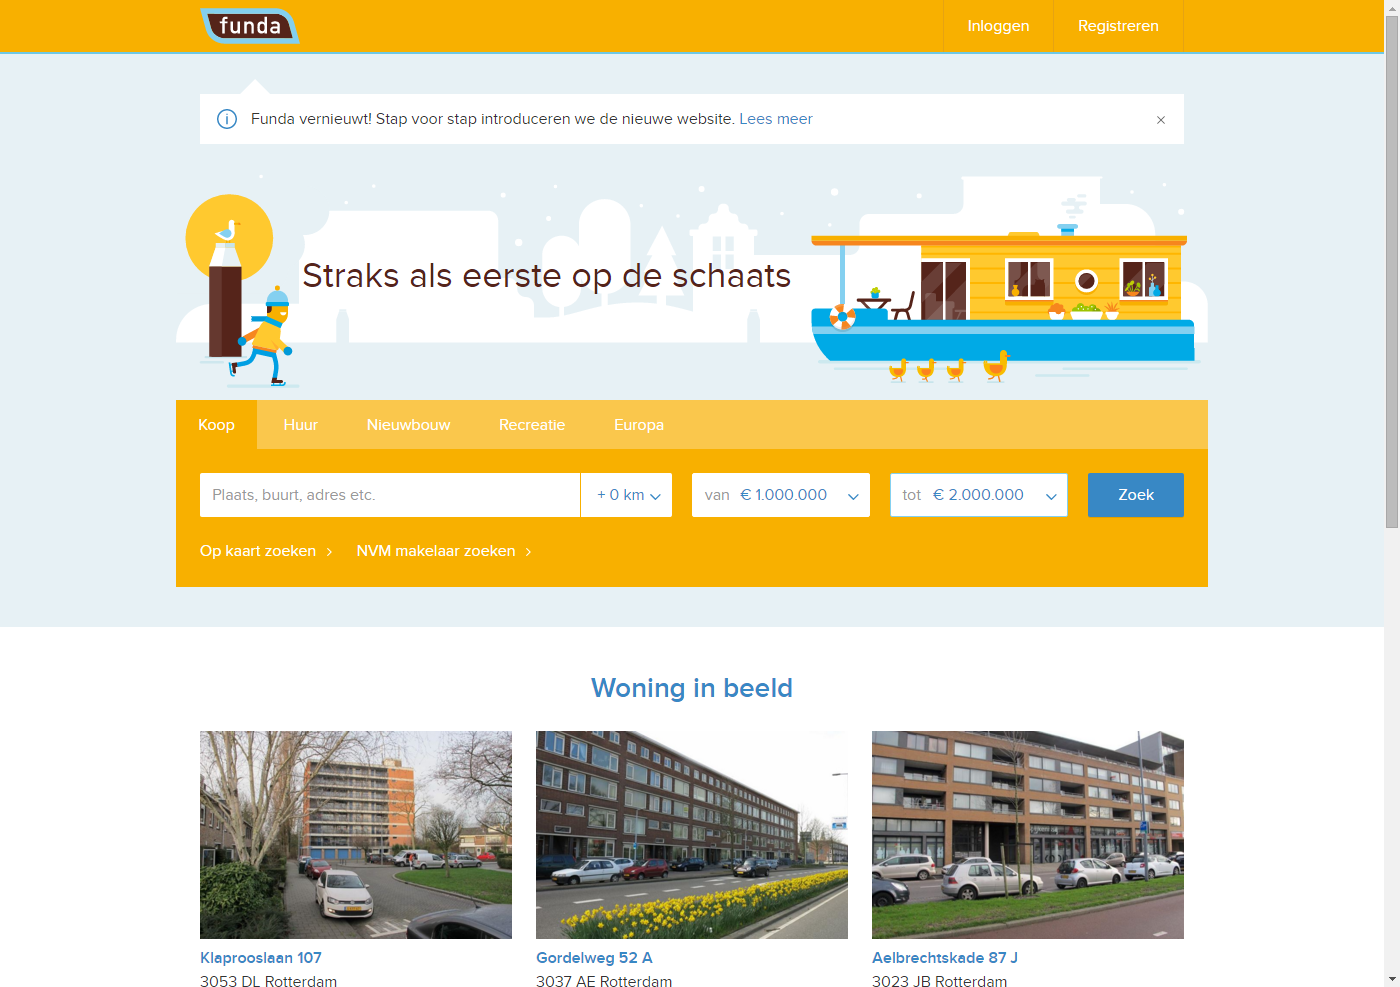 funda
Inloggen
Registreren
Funda vernieuwt! Stap voor stap introduceren we de nieuwe website. Lees meer
Straks als eerste op de schaats
Koop
Huur
Nieuwbouw
Recreatie
Europa
Plaats, buurt, adres etc.
+ 0 km
van € 1.000.000
tot € 2.000.000
Zoek
Op kaart zoeken
NVM makelaar zoeken
Woning in beeld
Klaprooslaan 107
3053 DL Rotterdam
Gordelweg 52 A
3037 AE Rotterdam
Aelbrechtskade 87 J
3023 JB Rotterdam